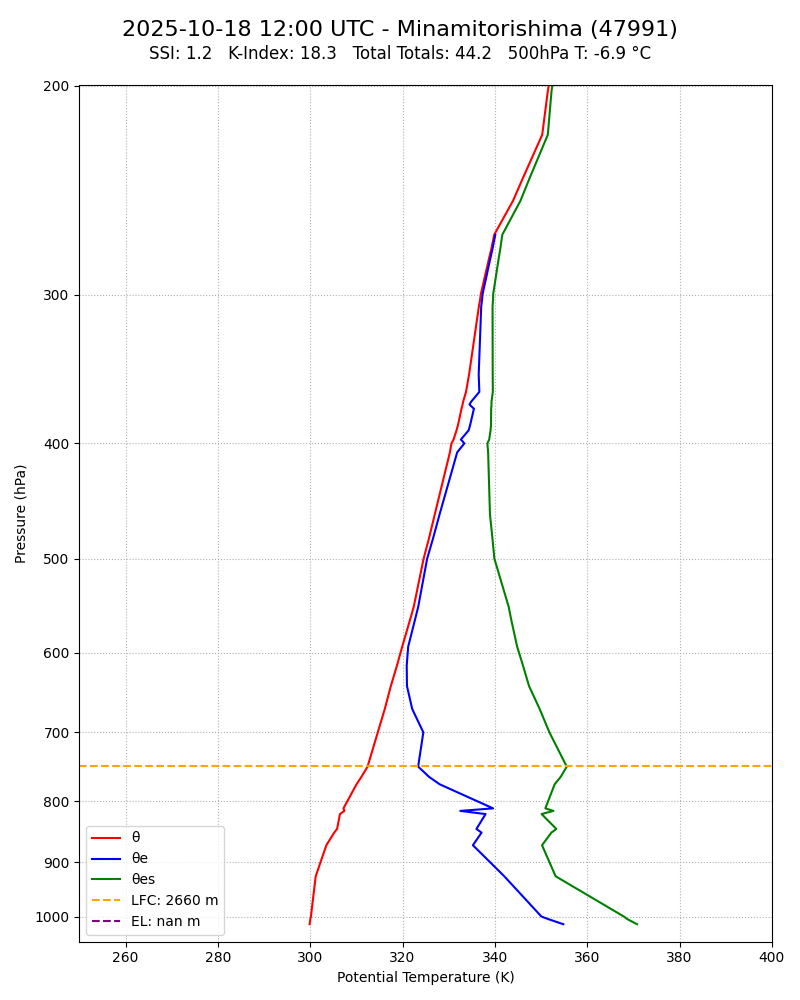 2025-10-18 12:00 UTC - Minamitorishima (47991)
SSI: 1.2   K-Index: 18.3   Total Totals: 44.2   500hPa T: -6.9 °C
200
300
400
500
600
700
800
900
1000
Pressure (hPa)
θ
θe
θes
LFC: 2660 m
EL: nan m
260 280 300 320 340 360 380 400
Potential Temperature (K)